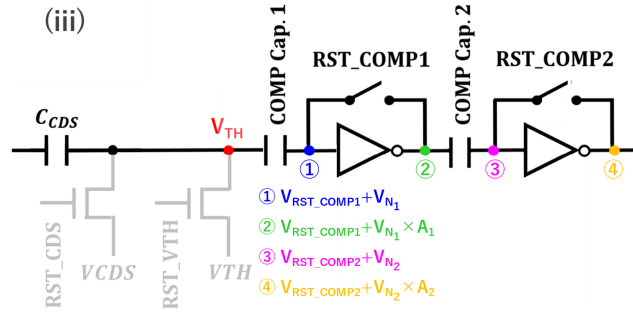 (iii)
COMP Cap. 1
RST_COMP1
COMP Cap. 2
RST_COMP2
C_CDS
V_TH
① ② ③ ④
RST_CDS
VCDS
RST_VTH
VTH
① V_RST_COMP1+V_N₁
② V_RST_COMP1+V_N₁×A₁
③ V_RST_COMP2+V_N₂
④ V_RST_COMP2+V_N₂×A₂